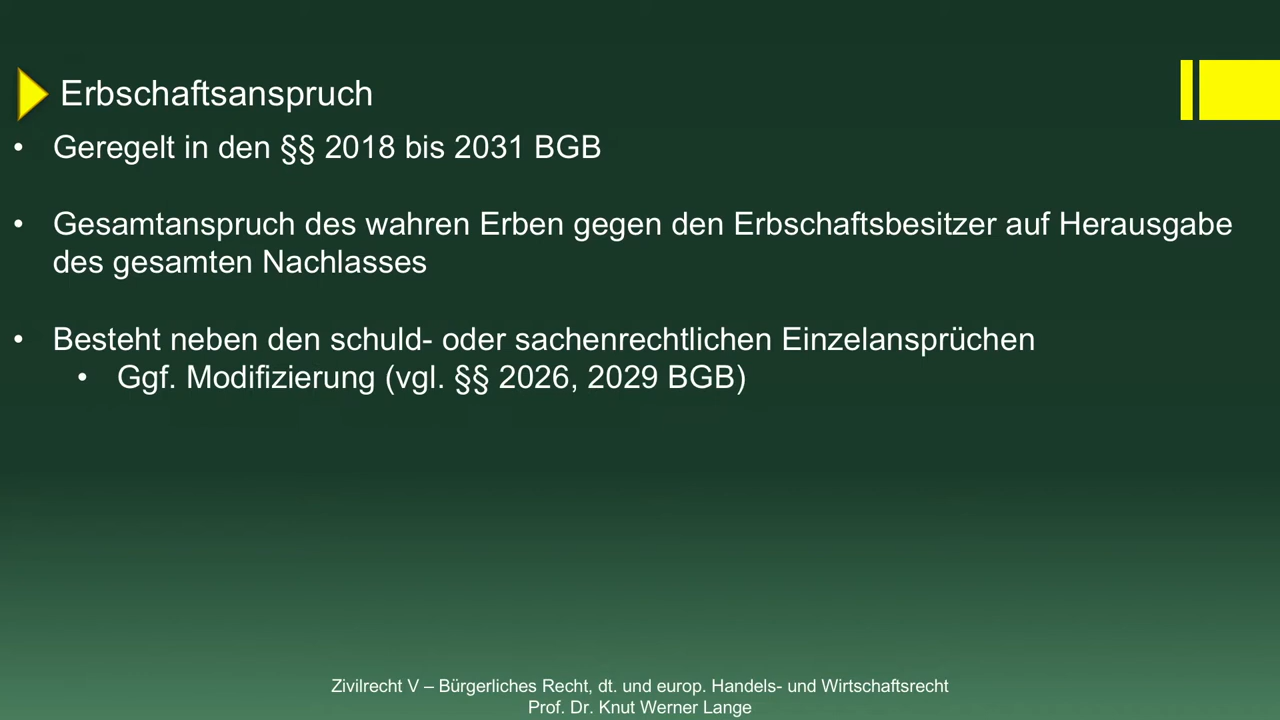 Erbschaftsanspruch
• Geregelt in den §§ 2018 bis 2031 BGB
• Gesamtanspruch des wahren Erben gegen den Erbschaftsbesitzer auf Herausgabe
des gesamten Nachlasses
• Besteht neben den schuld- oder sachenrechtlichen Einzelansprüchen
• Ggf. Modifizierung (vgl. §§ 2026, 2029 BGB)
Zivilrecht V – Bürgerliches Recht, dt. und europ. Handels- und Wirtschaftsrecht
Prof. Dr. Knut Werner Lange